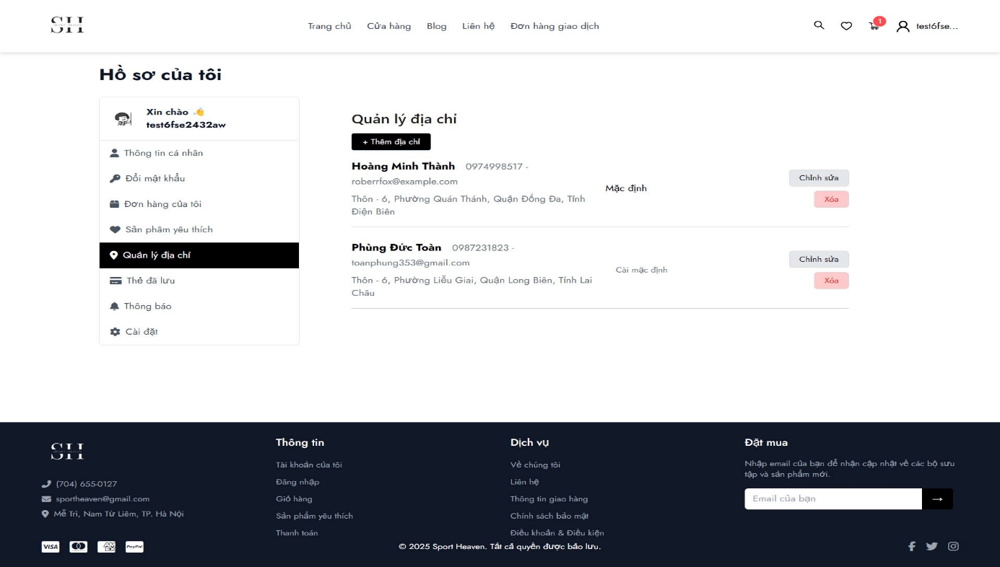 SH
SPORT HEAVEN
Trang chủ
Cửa hàng
Blog
Liên hệ
Đơn hàng giao dịch
1
test6fse...
Hồ sơ của tôi
Xin chào 👋
test6fse2432aw
Thông tin cá nhân
Đổi mật khẩu
Đơn hàng của tôi
Sản phâm yêu thích
Quản lý địa chỉ
Thẻ đã lưu
Thông báo
Cài đặt
Quản lý địa chỉ
+ Thêm địa chỉ
Hoàng Minh Thành 0974998517 -
roberrfox@example.com
Thôn - 6, Phường Quán Thánh, Quận Đống Đa, Tỉnh
Điện Biên
Mặc định
Chỉnh sửa
Xóa
Phùng Đức Toàn 0987231823 -
toanphung353@gmail.com
Thôn - 6, Phường Liễu Giai, Quận Long Biên, Tỉnh Lai
Châu
Cài mặc định
Chỉnh sửa
Xóa
SH
SPORT HEAVEN
(704) 655-0127
sportheaven@gmail.com
Mễ Trì, Nam Từ Liêm, TP. Hà Nội
VISA
AM EX
PayPal
Thông tin
Tài khoản của tôi
Đăng nhập
Giỏ hàng
Sản phẩm yêu thích
Thanh toán
Dịch vụ
Về chúng tôi
Liên hệ
Thông tin giao hàng
Chính sách bảo mật
Điều khoản & Điều kiện
Đặt mua
Nhập email của bạn để nhận cập nhật về các bộ sưu
tập và sản phẩm mới.
Email của bạn
© 2025 Sport Heaven. Tất cả quyền được bảo lưu.